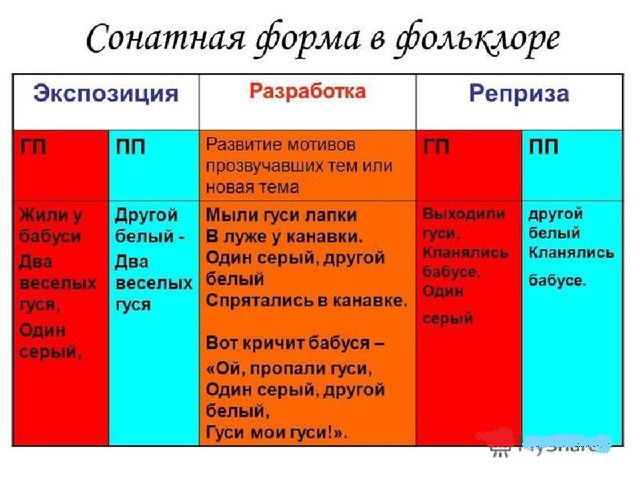 Сонатная форма в фольклоре
Экспозиция
Разработка
Реприза
ГП
ПП
Развитие мотивов
прозвучавших тем или
новая тема
ГП
ПП
Жили у
бабуси
Два
веселых
гуся,
Один
серый,
Другой
белый -
Два
веселых
гуся
Мыли гуси лапки
В луже у канавки.
Один серый, другой
белый
Спрятались в канавке.
Вот кричит бабуся –
«Ой, пропали гуси,
Один серый, другой
белый,
Гуси мои гуси!».
Выходили
гуси,
Кланялись
бабусе,
Один
серый
другой
белый
Кланялись
бабусе.